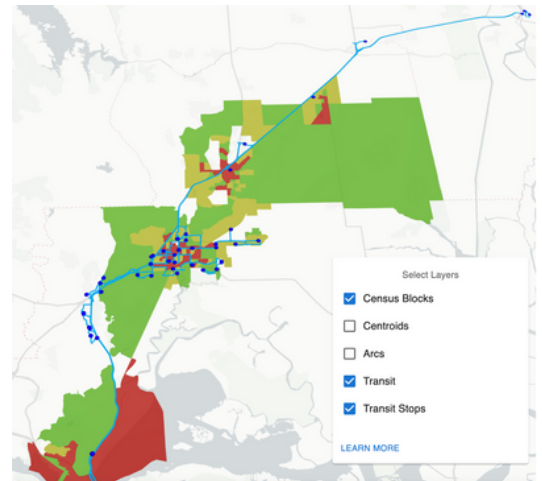 Select Layers
Census Blocks
Centroids
Arcs
Transit
Transit Stops
LEARN MORE